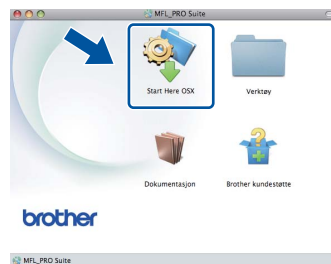 MFL_PRO Suite
Start Here OSX
Verktøy
Dokumentasjon
Brother kundestøtte
brother
MFL_PRO Suite